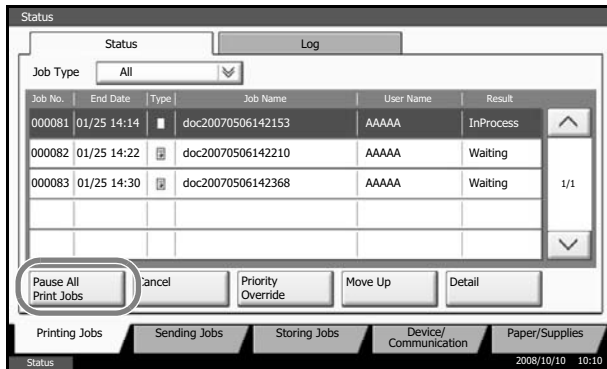 Status
Status Log
Job Type All
Job No. End Date Type Job Name User Name Result
000081 01/25 14:14 doc20070506142153 AAAAA InProcess
000082 01/25 14:22 doc20070506142210 AAAAA Waiting
000083 01/25 14:30 doc20070506142368 AAAAA Waiting
1/1
Pause All
Print Jobs
Cancel
Priority
Override
Move Up
Detail
Printing Jobs
Sending Jobs
Storing Jobs
Device/
Communication
Paper/Supplies
Status 2008/10/10 10:10